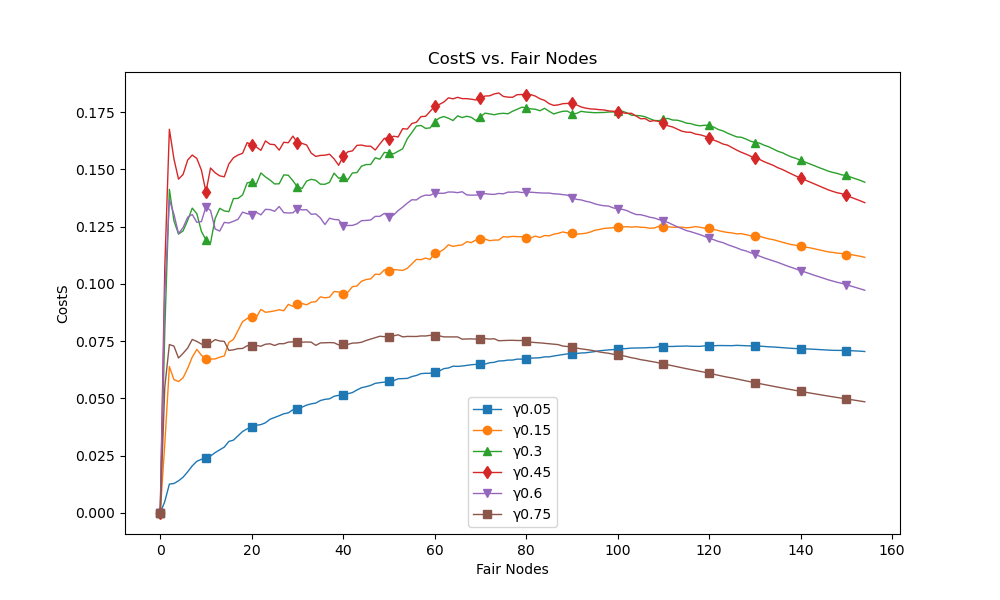 CostS vs. Fair Nodes
CostS
0.175
0.150
0.125
0.100
0.075
0.050
0.025
0.000
γ0.05
γ0.15
γ0.3
γ0.45
γ0.6
γ0.75
0 20 40 60 80 100 120 140 160
Fair Nodes